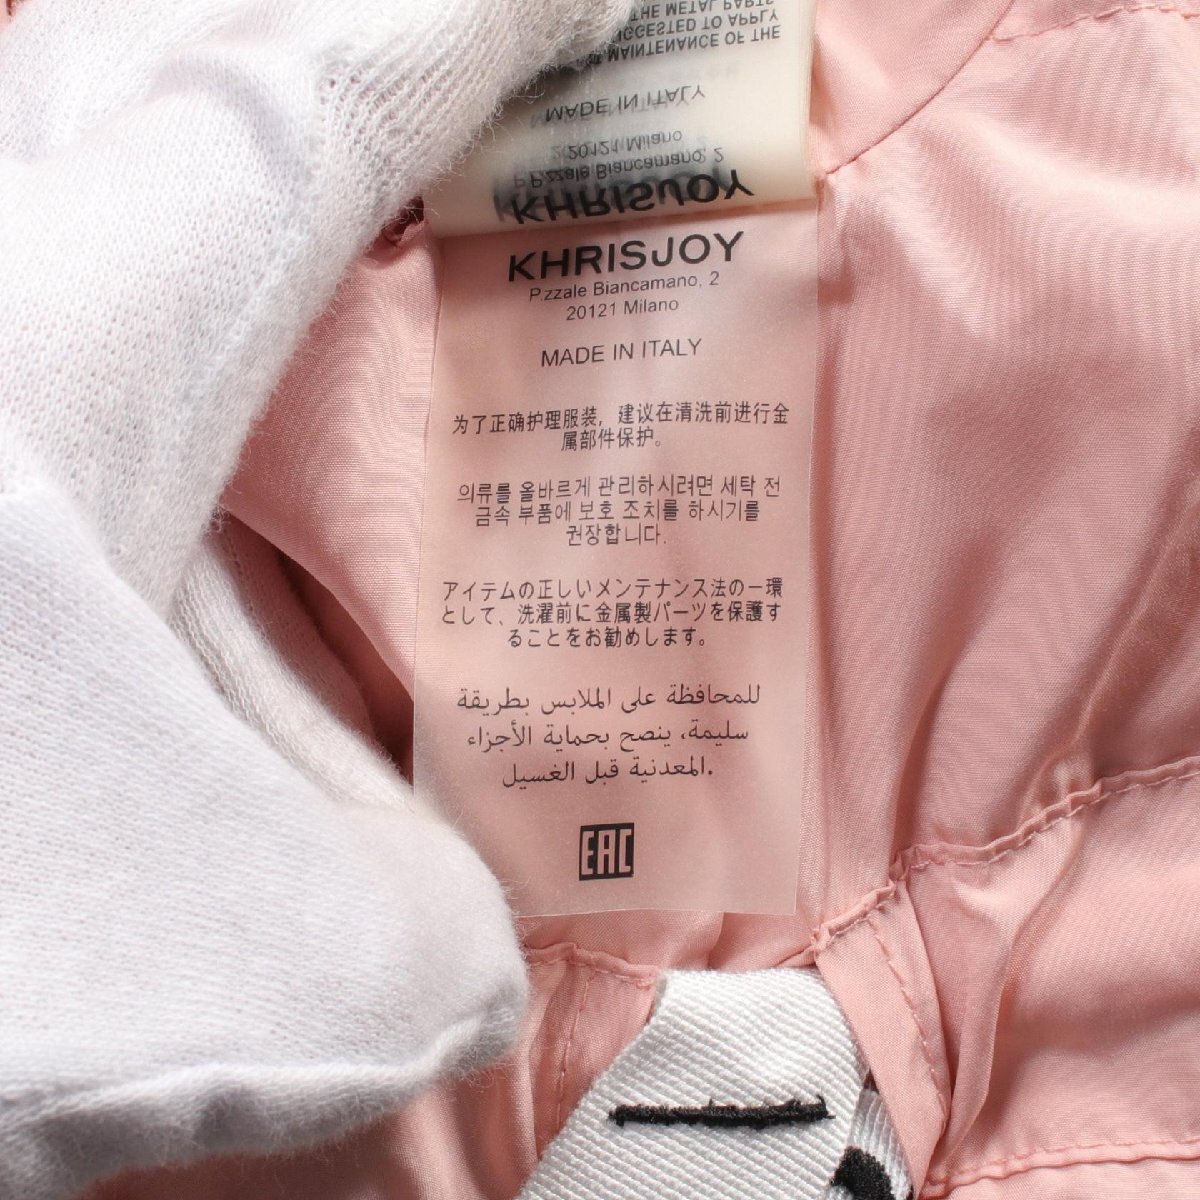 THE METAL PARTS
SUGGESTED TO APPLY
MAINTENANCE OF THE
MADE IN ITALY
20121 Milano
P.zzale Biancamano, 2
KHRISJOY
KHRISJOY
P.zzale Biancamano, 2
20121 Milano
MADE IN ITALY
为了正确护理服装，建议在清洗前进行金
属部件保护。
의류를 올바르게 관리하시려면 세탁 전
금속 부품에 보호 조치를 하시기를
권장합니다.
アイテムの正しいメンテナンス法の一環
として、洗濯前に金属製パーツを保護す
ることをお勧めします。
للمحافظة على الملابس بطريقة
سليمة، ينصح بحماية الأجزاء
المعدنية قبل الغسيل.
EAC